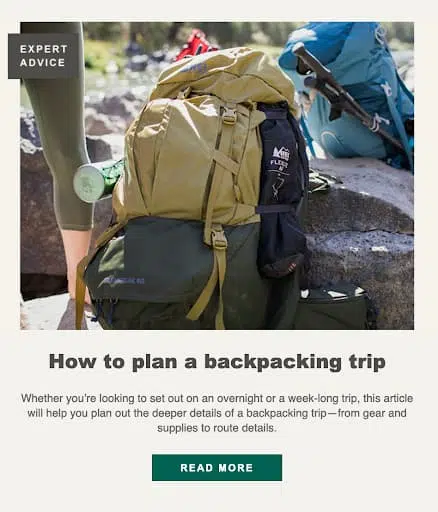 EXPERT
ADVICE
REI
How to plan a backpacking trip
Whether you're looking to set out on an overnight or a week-long trip, this article
will help you plan out the deeper details of a backpacking trip—from gear and
supplies to route details.
READ MORE